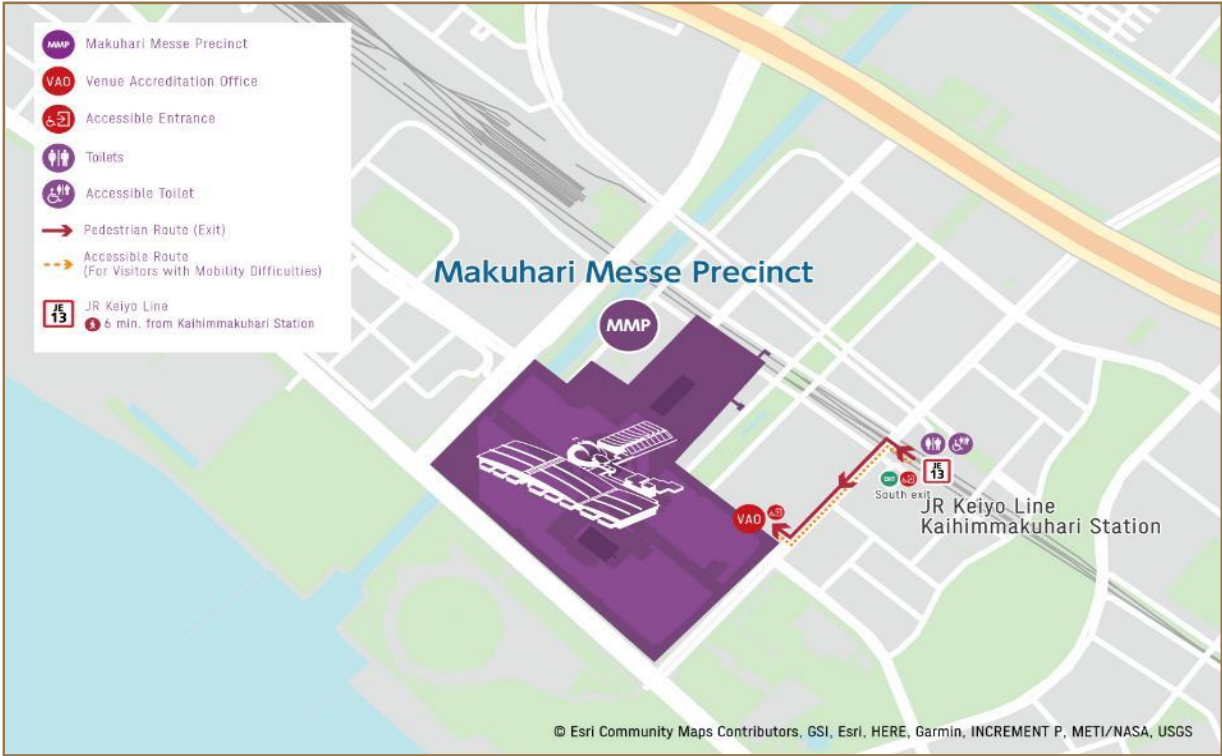 MMP Makuhari Messe Precinct
VAO Venue Accreditation Office
Accessible Entrance
Toilets
Accessible Toilet
Pedestrian Route (Exit)
Accessible Route
(For Visitors with Mobility Difficulties)
JE
13
JR Keiyo Line
6 min. from Kaihimmakuhari Station
Makuhari Messe Precinct
MMP
VAO
EXIT
South exit
JE
13
JR Keiyo Line
Kaihimmakuhari Station
© Esri Community Maps Contributors, GSI, Esri, HERE, Garmin, INCREMENT P, METI/NASA, USGS